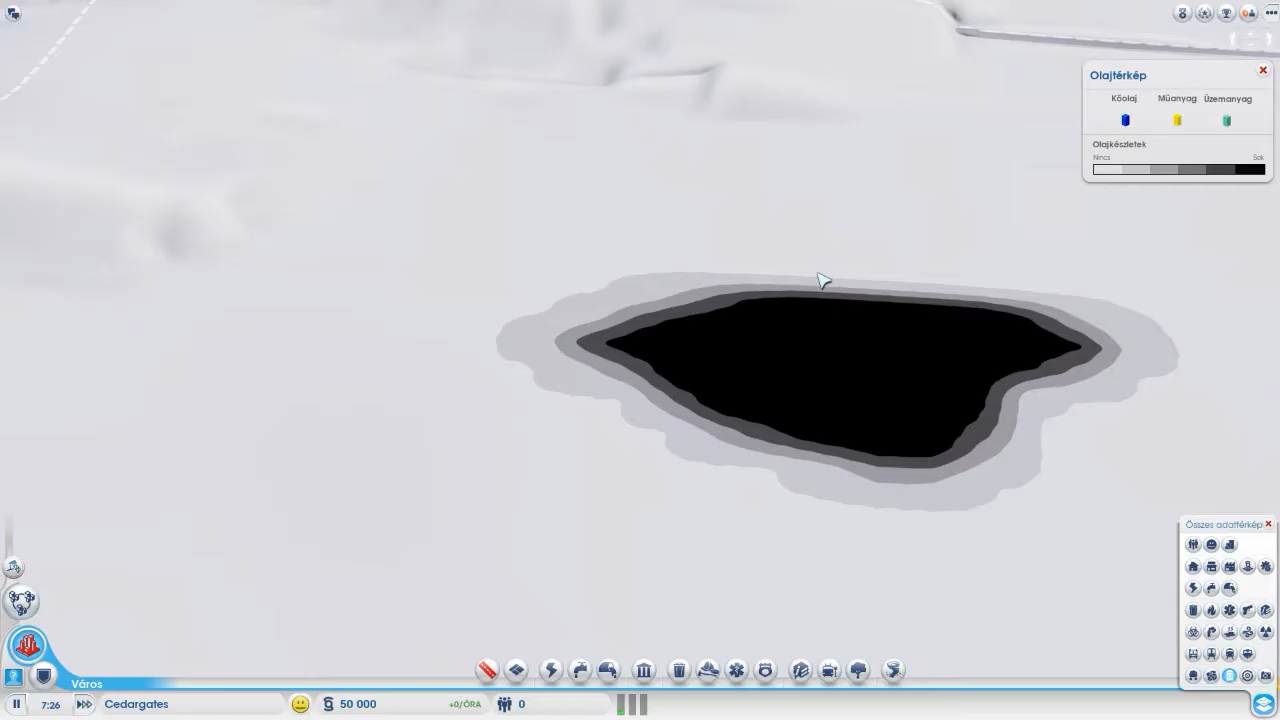 Olajtérkép
Kőolaj Műanyag Üzemanyag
Olajkészletek
Nincs Sok
Összes adattérkép
Város
7:26 Cedargates 50 000 +0/ÓRA 0